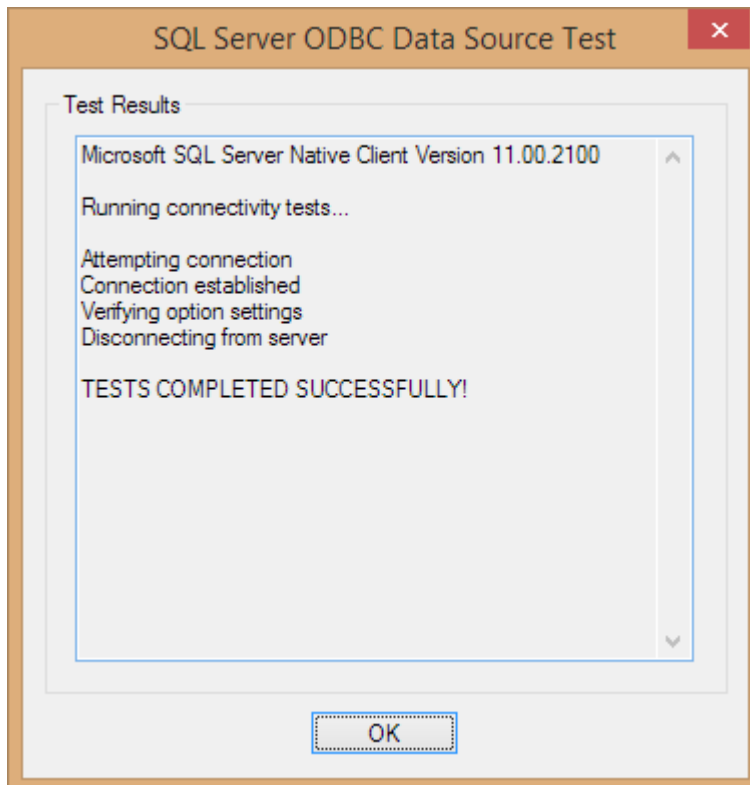 SQL Server ODBC Data Source Test
Test Results
Microsoft SQL Server Native Client Version 11.00.2100
Running connectivity tests...
Attempting connection
Connection established
Verifying option settings
Disconnecting from server
TESTS COMPLETED SUCCESSFULLY!
OK